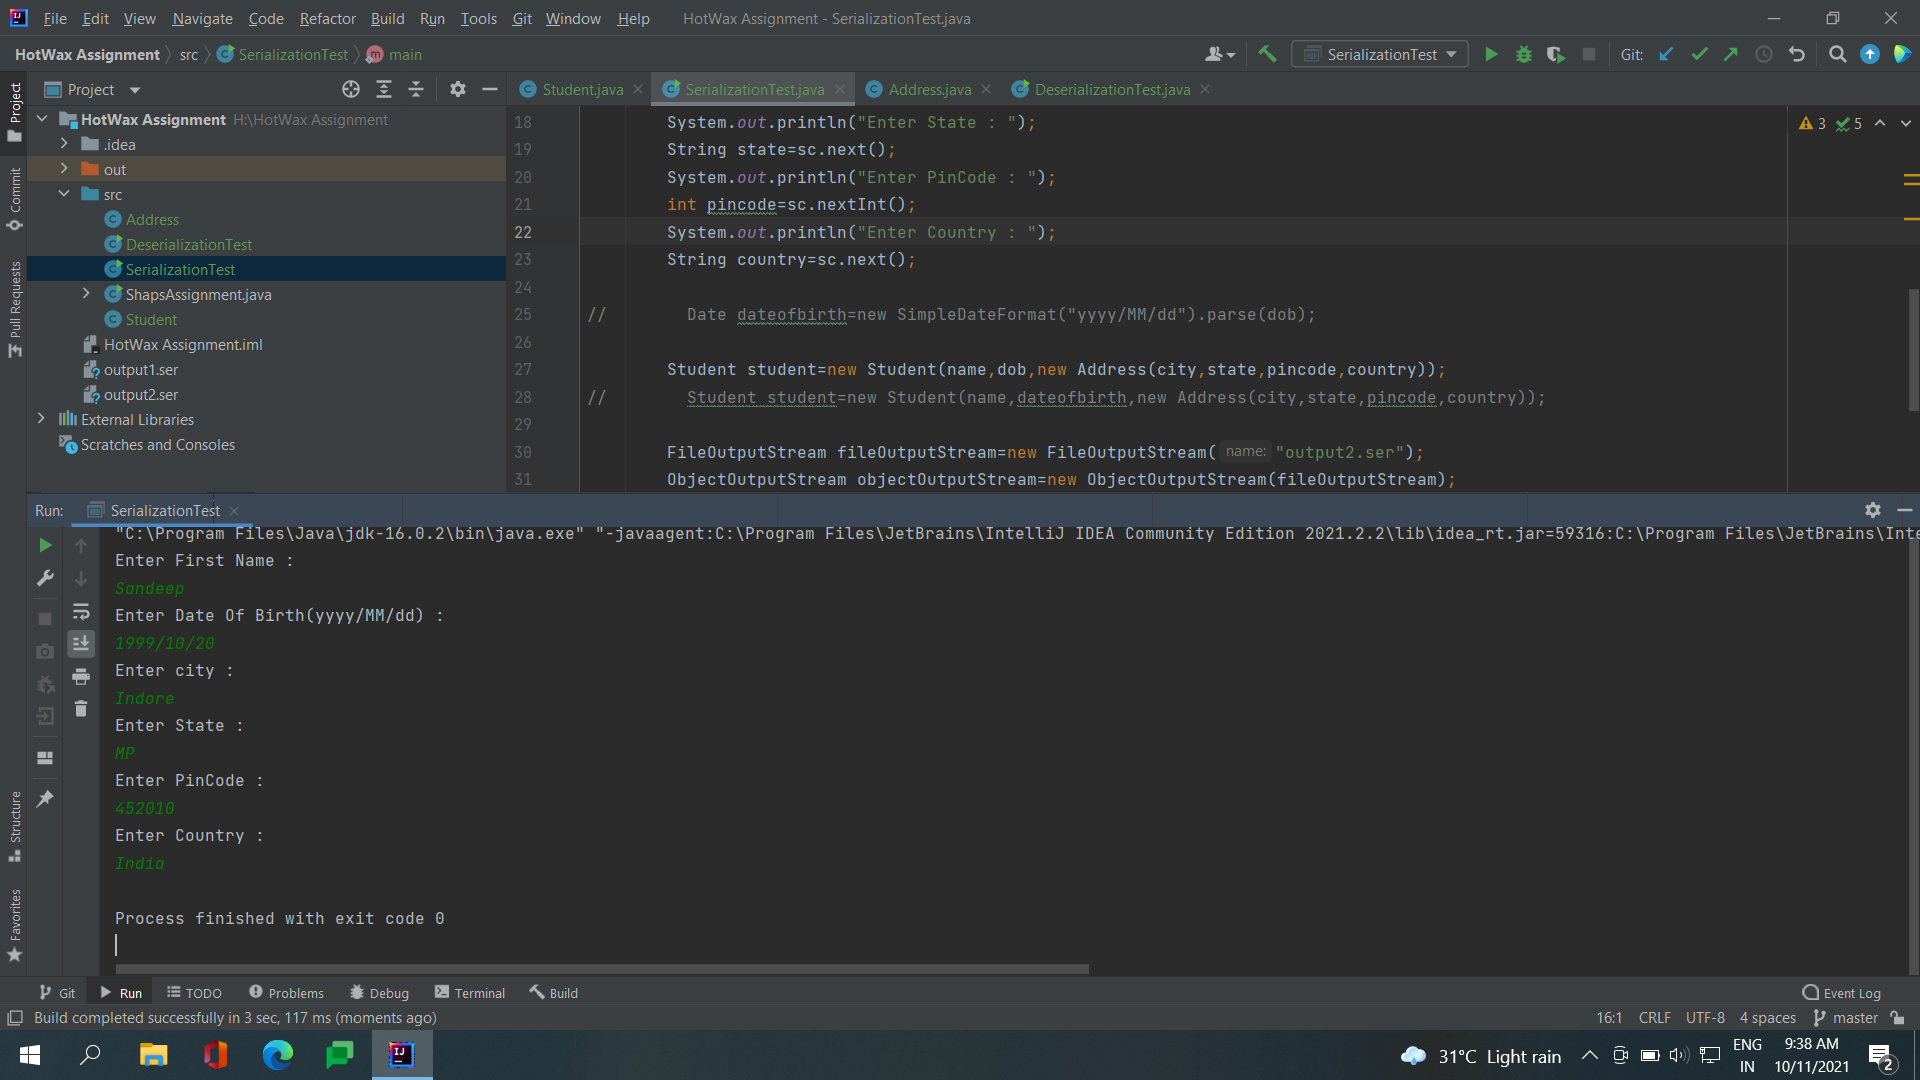 File Edit View Navigate Code Refactor Build Run Tools Git Window Help HotWax Assignment - SerializationTest.java
HotWax Assignment src SerializationTest main SerializationTest Git:
Project Student.java SerializationTest.java Address.java DeserializationTest.java
HotWax Assignment H:\HotWax Assignment
.idea
out
src
Address
DeserializationTest
SerializationTest
ShapsAssignment.java
Student
HotWax Assignment.iml
output1.ser
output2.ser
External Libraries
Scratches and Consoles
Project
Commit
Pull Requests
Structure
Favorites
3 5
18 System.out.println("Enter State : ");
19 String state=sc.next();
20 System.out.println("Enter PinCode : ");
21 int pincode=sc.nextInt();
22 System.out.println("Enter Country : ");
23 String country=sc.next();
24
25 // Date dateofbirth=new SimpleDateFormat("yyyy/MM/dd").parse(dob);
26
27 Student student=new Student(name,dob,new Address(city,state,pincode,country));
28 // Student student=new Student(name,dateofbirth,new Address(city,state,pincode,country));
29
30 FileOutputStream fileOutputStream=new FileOutputStream( name: "output2.ser");
31 ObjectOutputStream objectOutputStream=new ObjectOutputStream(fileOutputStream);
Run: SerializationTest
"C:\Program Files\Java\jdk-16.0.2\bin\java.exe" "-javaagent:C:\Program Files\JetBrains\IntelliJ IDEA Community Edition 2021.2.2\lib\idea_rt.jar=59316:C:\Program Files\JetBrains\Inte
Enter First Name :
Sandeep
Enter Date Of Birth(yyyy/MM/dd) :
1999/10/20
Enter city :
Indore
Enter State :
MP
Enter PinCode :
452010
Enter Country :
India
Process finished with exit code 0
Git Run TODO Problems Debug Terminal Build Event Log
Build completed successfully in 3 sec, 117 ms (moments ago) 16:1 CRLF UTF-8 4 spaces master
31°C Light rain ENG 9:38 AM
IN 10/11/2021 2